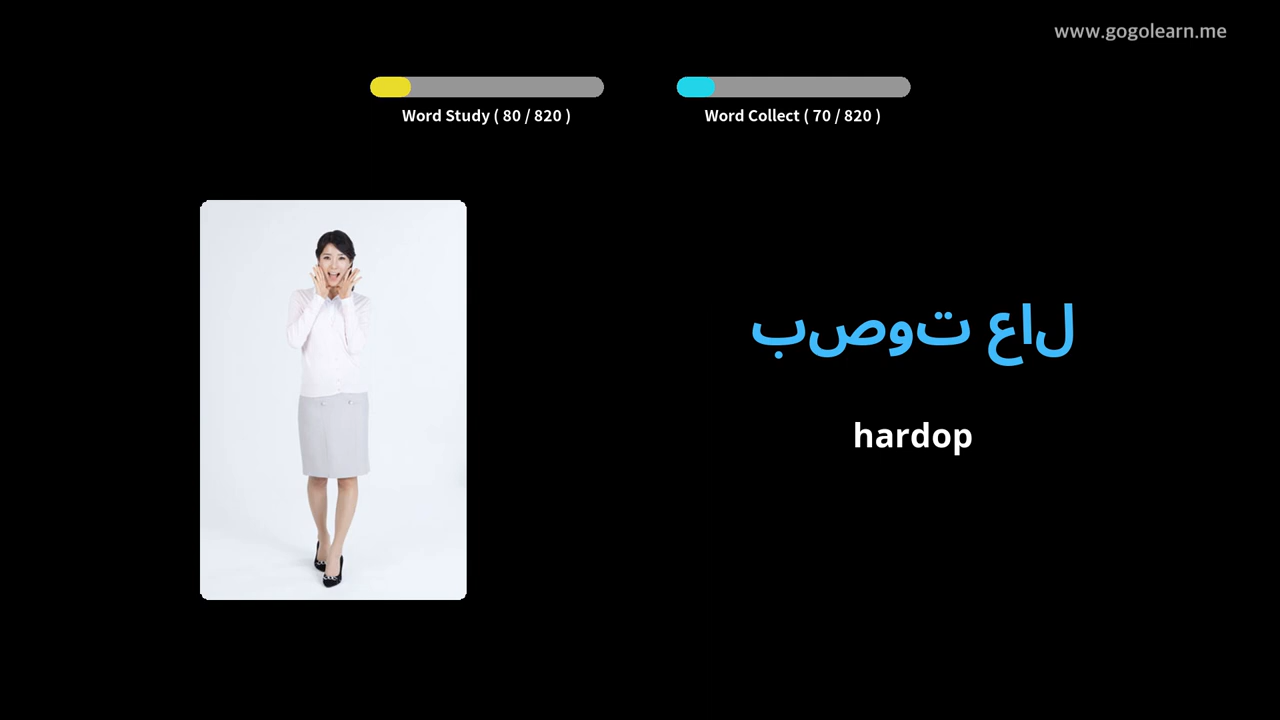 www.gogolearn.me
Word Study ( 80 / 820 )
Word Collect ( 70 / 820 )
بصوت عال
hardop